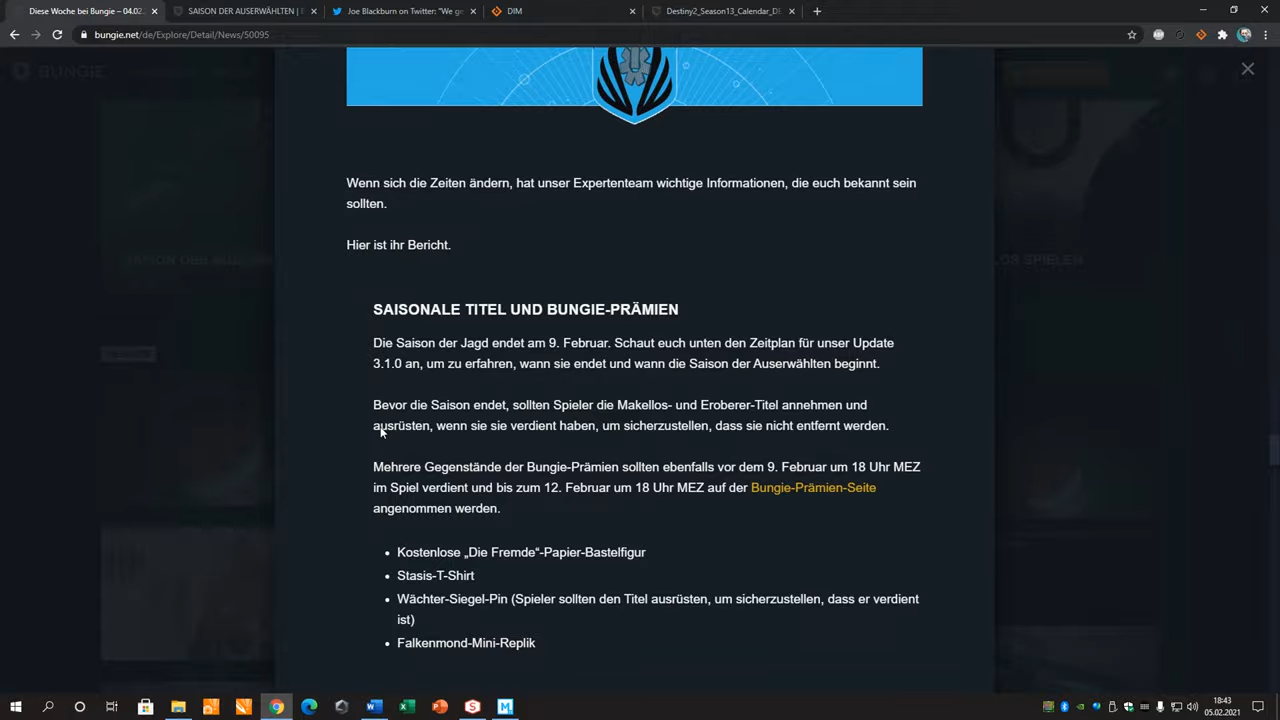 Diese Woche bei Bungie – 04.02.
SAISON DER AUSERWÄHLTEN | 
Joe Blackburn on Twitter: "We ge
DIM
Destiny2_Season13_Calendar_DE
bungie.net/de/Explore/Detail/News/50095
BUNGIE
Wenn sich die Zeiten ändern, hat unser Expertenteam wichtige Informationen, die euch bekannt sein
sollten.
Hier ist ihr Bericht.
SAISONALE TITEL UND BUNGIE-PRÄMIEN
Die Saison der Jagd endet am 9. Februar. Schaut euch unten den Zeitplan für unser Update
3.1.0 an, um zu erfahren, wann sie endet und wann die Saison der Auserwählten beginnt.
Bevor die Saison endet, sollten Spieler die Makellos- und Eroberer-Titel annehmen und
ausrüsten, wenn sie sie verdient haben, um sicherzustellen, dass sie nicht entfernt werden.
Mehrere Gegenstände der Bungie-Prämien sollten ebenfalls vor dem 9. Februar um 18 Uhr MEZ
im Spiel verdient und bis zum 12. Februar um 18 Uhr MEZ auf der Bungie-Prämien-Seite
angenommen werden.
• Kostenlose „Die Fremde“-Papier-Bastelfigur
• Stasis-T-Shirt
• Wächter-Siegel-Pin (Spieler sollten den Titel ausrüsten, um sicherzustellen, dass er verdient
ist)
• Falkenmond-Mini-Replik
18:43
05.02.2021